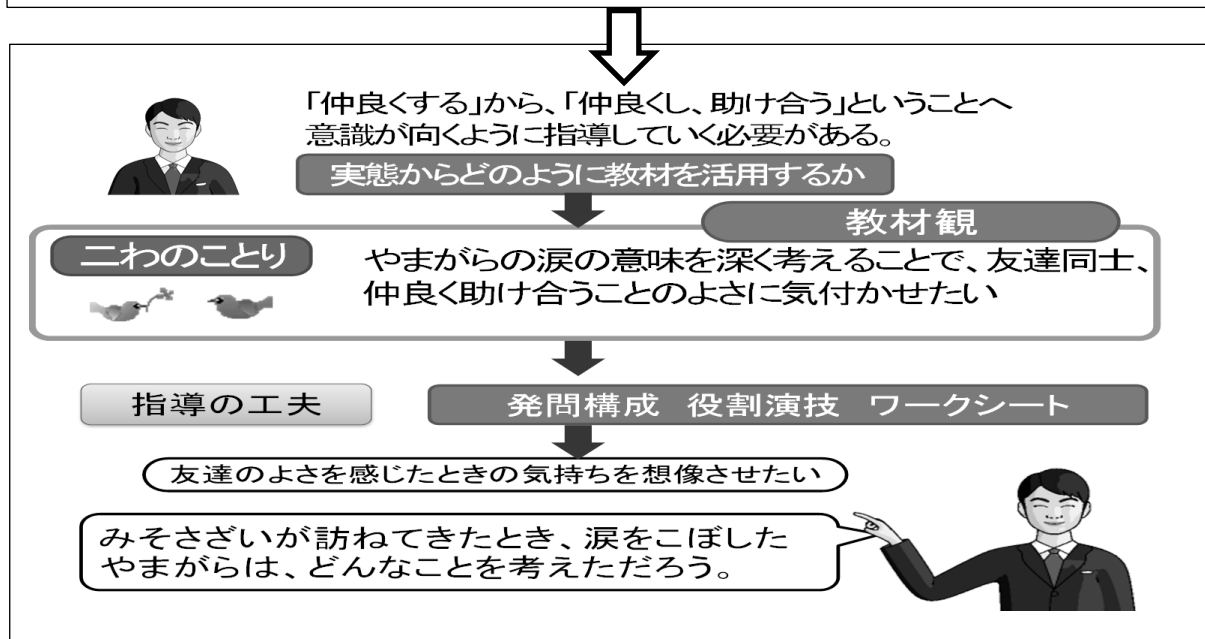 「仲良くする」から、「仲良くし、助け合う」ということへ
意識が向くように指導していく必要がある。
実態からどのように教材を活用するか
教材観
二わのことり
やまがらの涙の意味を深く考えることで、友達同士、
仲良く助け合うことのよさに気付かせたい
指導の工夫
発問構成 役割演技 ワークシート
友達のよさを感じたときの気持ちを想像させたい
みそさざいが訪ねてきたとき、涙をこぼした
やまがらは、どんなことを考えただろう。